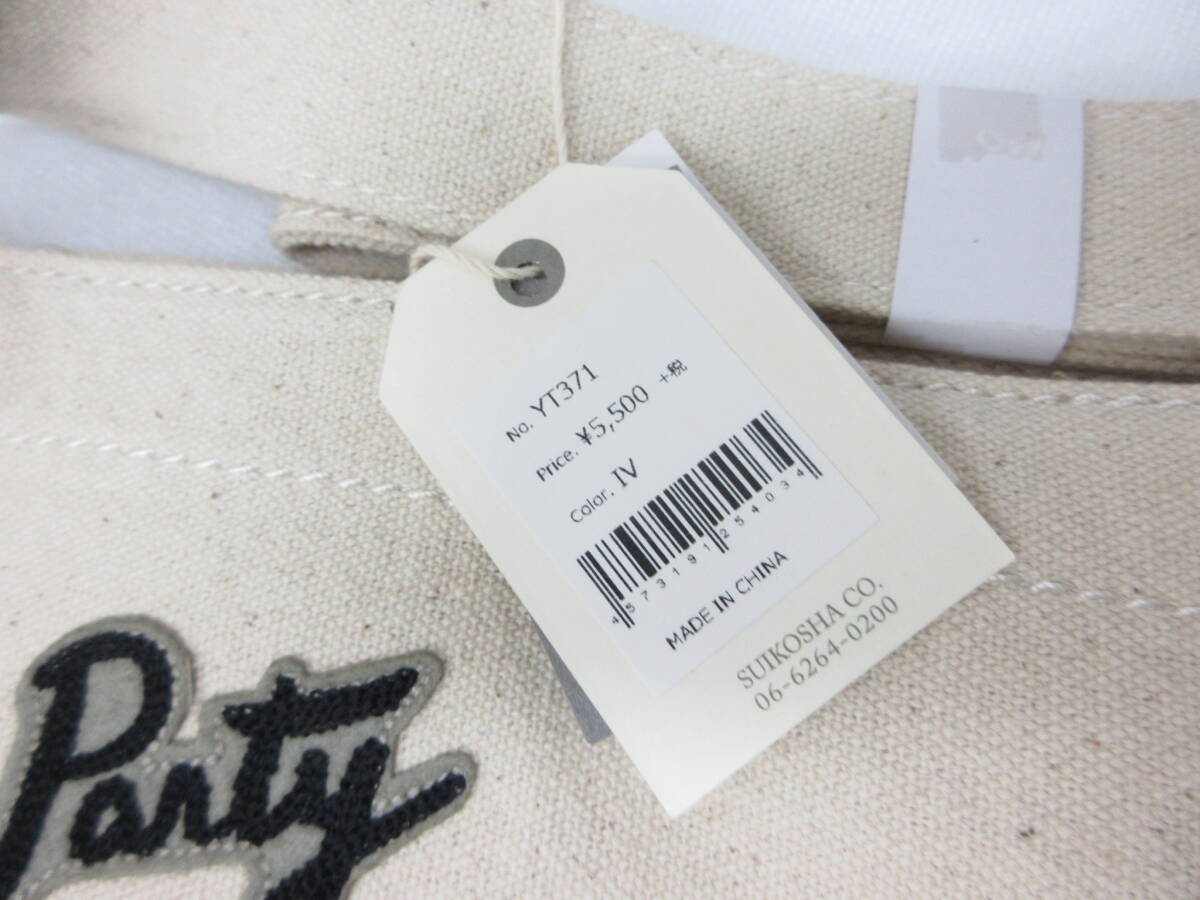 No. YT371
Price. ¥5,500 +税
Color. IV
4573191254034
MADE IN CHINA
SUIKOSHA CO.
06-6264-0200
Party